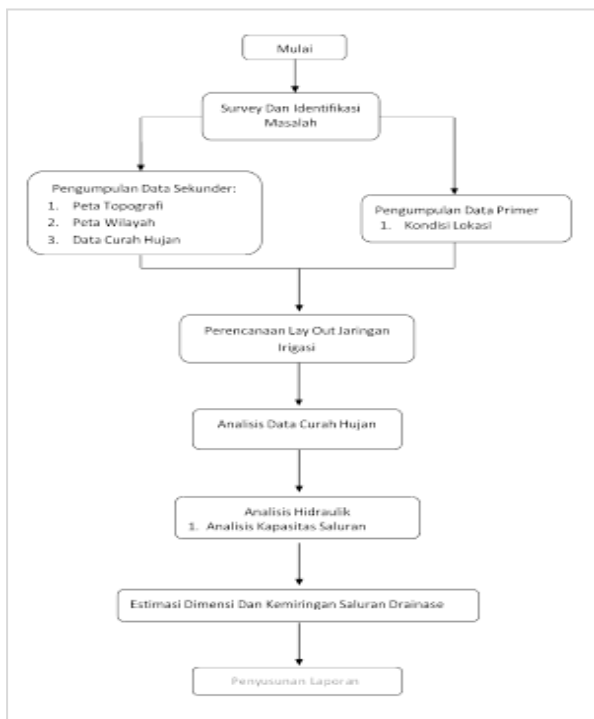 Mulai
Survey Dan Identifikasi
Masalah
Pengumpulan Data Sekunder:
1. Peta Topografi
2. Peta Wilayah
3. Data Curah Hujan
Pengumpulan Data Primer
1. Kondisi Lokasi
Perencanaan Lay Out Jaringan
Irigasi
Analisis Data Curah Hujan
Analisis Hidraulik
1. Analisis Kapasitas Saluran
Estimasi Dimensi Dan Kemiringan Saluran Drainase
Penyusunan Laporan